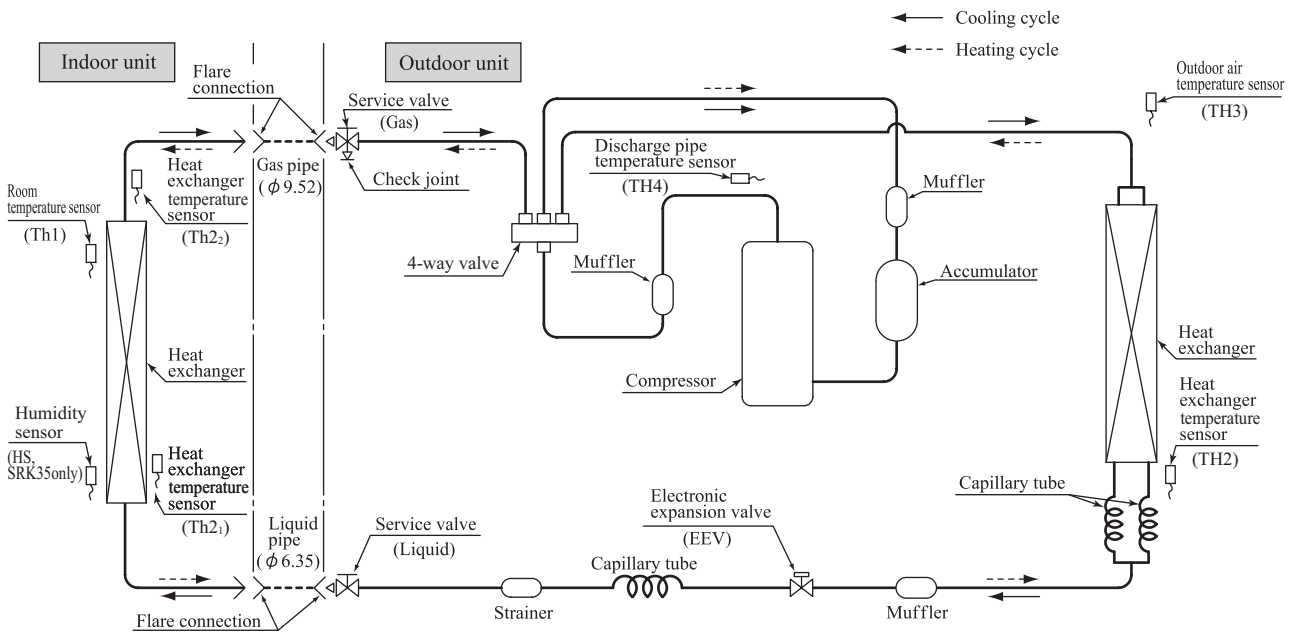 Cooling cycle
Heating cycle
Indoor unit
Outdoor unit
Flare
connection
Service valve
(Gas)
Check joint
Gas pipe
(ϕ9.52)
Heat
exchanger
temperature
sensor
(Th2₂)
Room
temperature sensor
(Th1)
Heat
exchanger
Humidity
sensor
(HS,
SRK35only)
Heat
exchanger
temperature
sensor
(Th2₁)
Liquid
pipe
(ϕ6.35)
Flare connection
Service valve
(Liquid)
Strainer
Capillary tube
Electronic
expansion valve
(EEV)
Muffler
4-way valve
Muffler
Discharge pipe
temperature sensor
(TH4)
Compressor
Muffler
Accumulator
Outdoor air
temperature sensor
(TH3)
Heat
exchanger
Heat
exchanger
temperature
sensor
(TH2)
Capillary tube